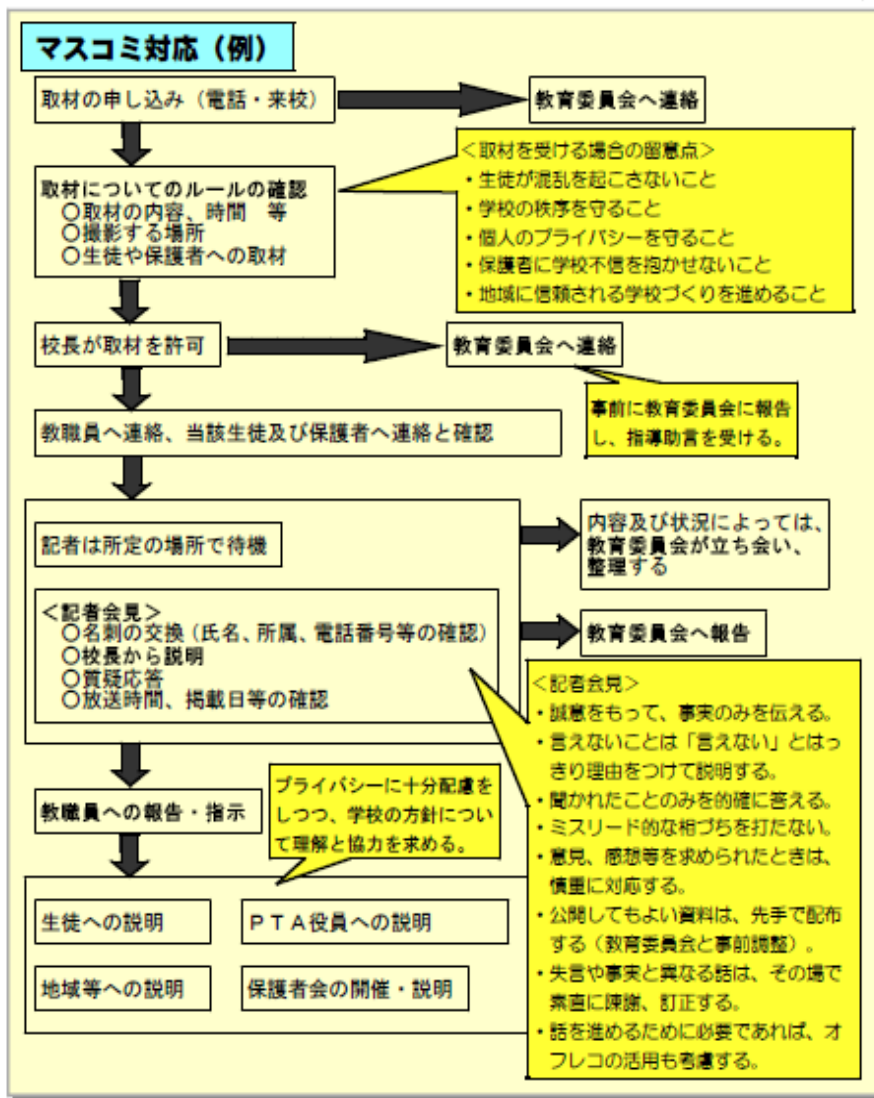 マスコミ対応（例）
取材の申し込み（電話・来校）
教育委員会へ連絡
取材についてのルールの確認
○取材の内容、時間　等
○撮影する場所
○生徒や保護者への取材
＜取材を受ける場合の留意点＞
・生徒が混乱を起こさないこと
・学校の秩序を守ること
・個人のプライバシーを守ること
・保護者に学校不信を抱かせないこと
・地域に信頼される学校づくりを進めること
校長が取材を許可
教育委員会へ連絡
事前に教育委員会に報告
し、指導助言を受ける。
教職員へ連絡、当該生徒及び保護者へ連絡と確認
記者は所定の場所で待機
内容及び状況によっては、
教育委員会が立ち会い、
整理する
＜記者会見＞
○名刺の交換（氏名、所属、電話番号等の確認）
○校長から説明
○質疑応答
○放送時間、掲載日等の確認
教育委員会へ報告
＜記者会見＞
・誠意をもって、事実のみを伝える。
・言えないことは「言えない」とはっ
きり理由をつけて説明する。
・聞かれたことのみを的確に答える。
・ミスリード的な相づちを打たない。
・意見、感想等を求められたときは、
慎重に対応する。
・公開してもよい資料は、先手で配布
する（教育委員会と事前調整）。
・失言や事実と異なる話は、その場で
素直に陳謝、訂正する。
・話を進めるために必要であれば、オ
フレコの活用も考慮する。
教職員への報告・指示
プライバシーに十分配慮を
しつつ、学校の方針につい
て理解と協力を求める。
生徒への説明
ＰＴＡ役員への説明
地域等への説明
保護者会の開催・説明